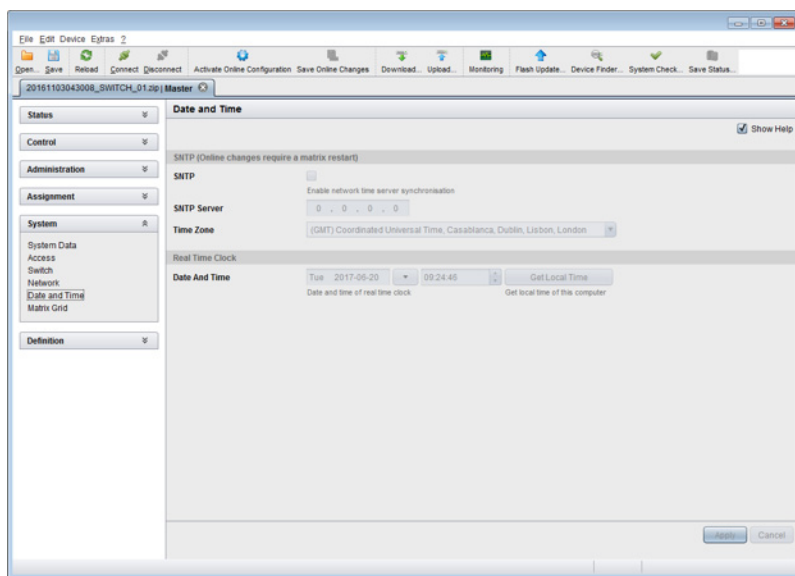 File Edit Device Extras ?
Open... Save Reload Connect Disconnect Activate Online Configuration Save Online Changes Download... Upload... Monitoring Flash Update... Device Finder... System Check... Save Status...
20161103043008_SWITCH_01.zip | Master
Status
Control
Administration
Assignment
System
System Data
Access
Switch
Network
Date and Time
Matrix Grid
Definition
Date and Time
Show Help
SNTP (Online changes require a matrix restart)
SNTP
Enable network time server synchronisation
SNTP Server 0 . 0 . 0 . 0
Time Zone (GMT) Coordinated Universal Time, Casablanca, Dublin, Lisbon, London
Real Time Clock
Date And Time Tue 2017-06-20 09:24:46 Get Local Time
Date and time of real time clock Get local time of this computer
Apply Cancel